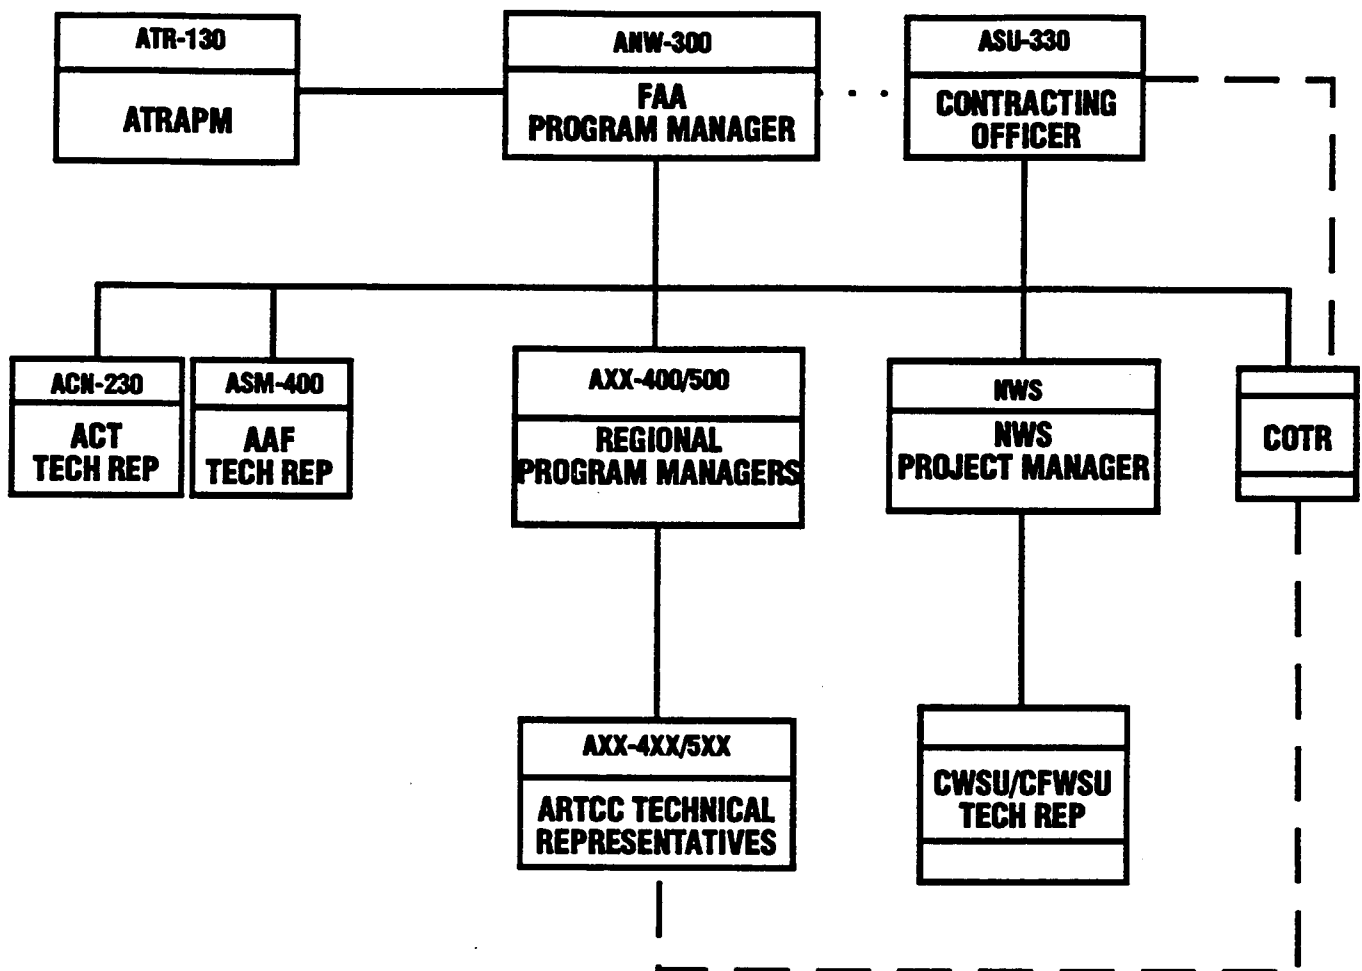 ATR-130
ATRAPM
ANW-300
FAA
PROGRAM MANAGER
ASU-330
CONTRACTING
OFFICER
ACN-230
ACT
TECH REP
ASM-400
AAF
TECH REP
AXX-400/500
REGIONAL
PROGRAM MANAGERS
NWS
NWS
PROJECT MANAGER
COTR
AXX-4XX/5XX
ARTCC TECHNICAL
REPRESENTATIVES
CWSU/CFWSU
TECH REP